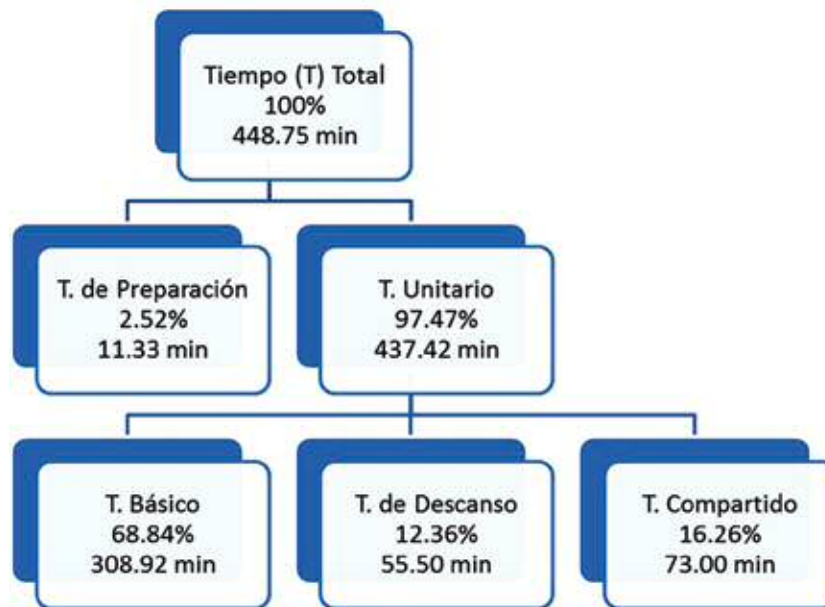 Tiempo (T) Total
100%
448.75 min
T. de Preparación
2.52%
11.33 min
T. Unitario
97.47%
437.42 min
T. Básico
68.84%
308.92 min
T. de Descanso
12.36%
55.50 min
T. Compartido
16.26%
73.00 min